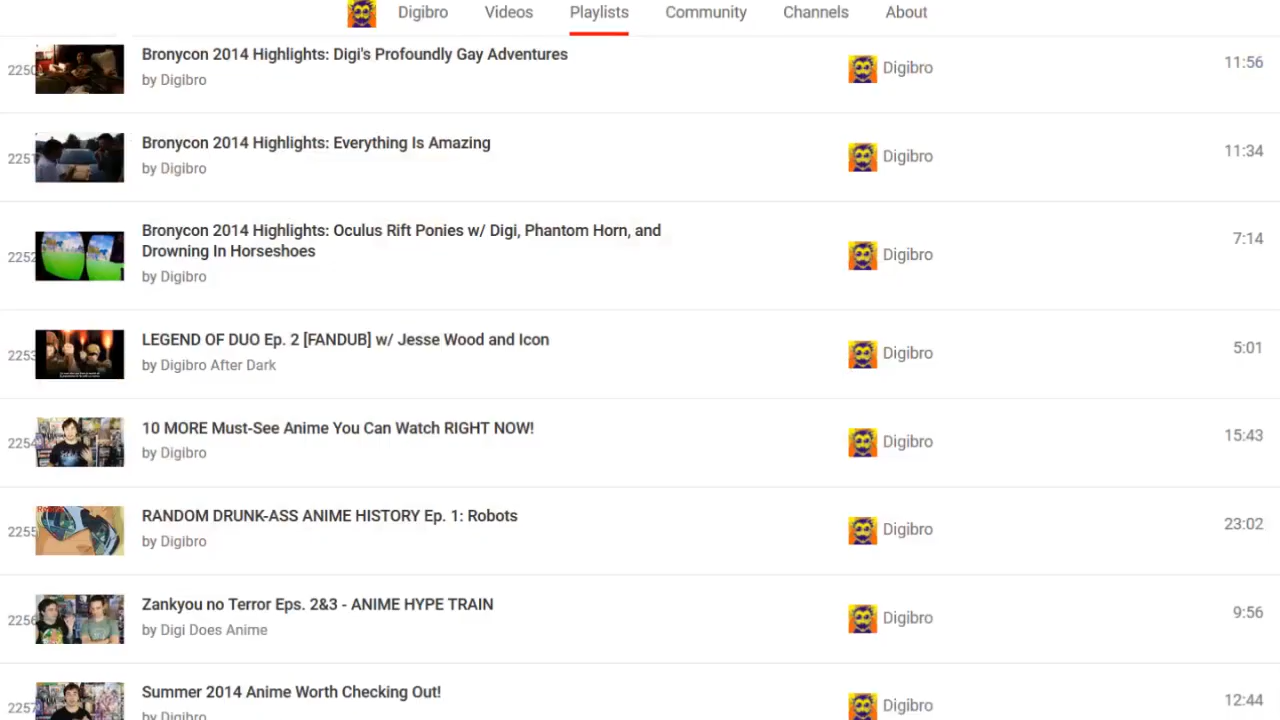 Digibro Videos Playlists Community Channels About
2250 Bronycon 2014 Highlights: Digi's Profoundly Gay Adventures Digibro 11:56
by Digibro
2251 Bronycon 2014 Highlights: Everything Is Amazing Digibro 11:34
by Digibro
2252 Bronycon 2014 Highlights: Oculus Rift Ponies w/ Digi, Phantom Horn, and Digibro 7:14
Drowning In Horseshoes
by Digibro
2253 LEGEND OF DUO Ep. 2 [FANDUB] w/ Jesse Wood and Icon Digibro 5:01
by Digibro After Dark
2254 10 MORE Must-See Anime You Can Watch RIGHT NOW! Digibro 15:43
by Digibro
2255 RANDOM DRUNK-ASS ANIME HISTORY Ep. 1: Robots Digibro 23:02
by Digibro
2256 Zankyou no Terror Eps. 2&3 - ANIME HYPE TRAIN Digibro 9:56
by Digi Does Anime
2257 Summer 2014 Anime Worth Checking Out! Digibro 12:44
by Digibro